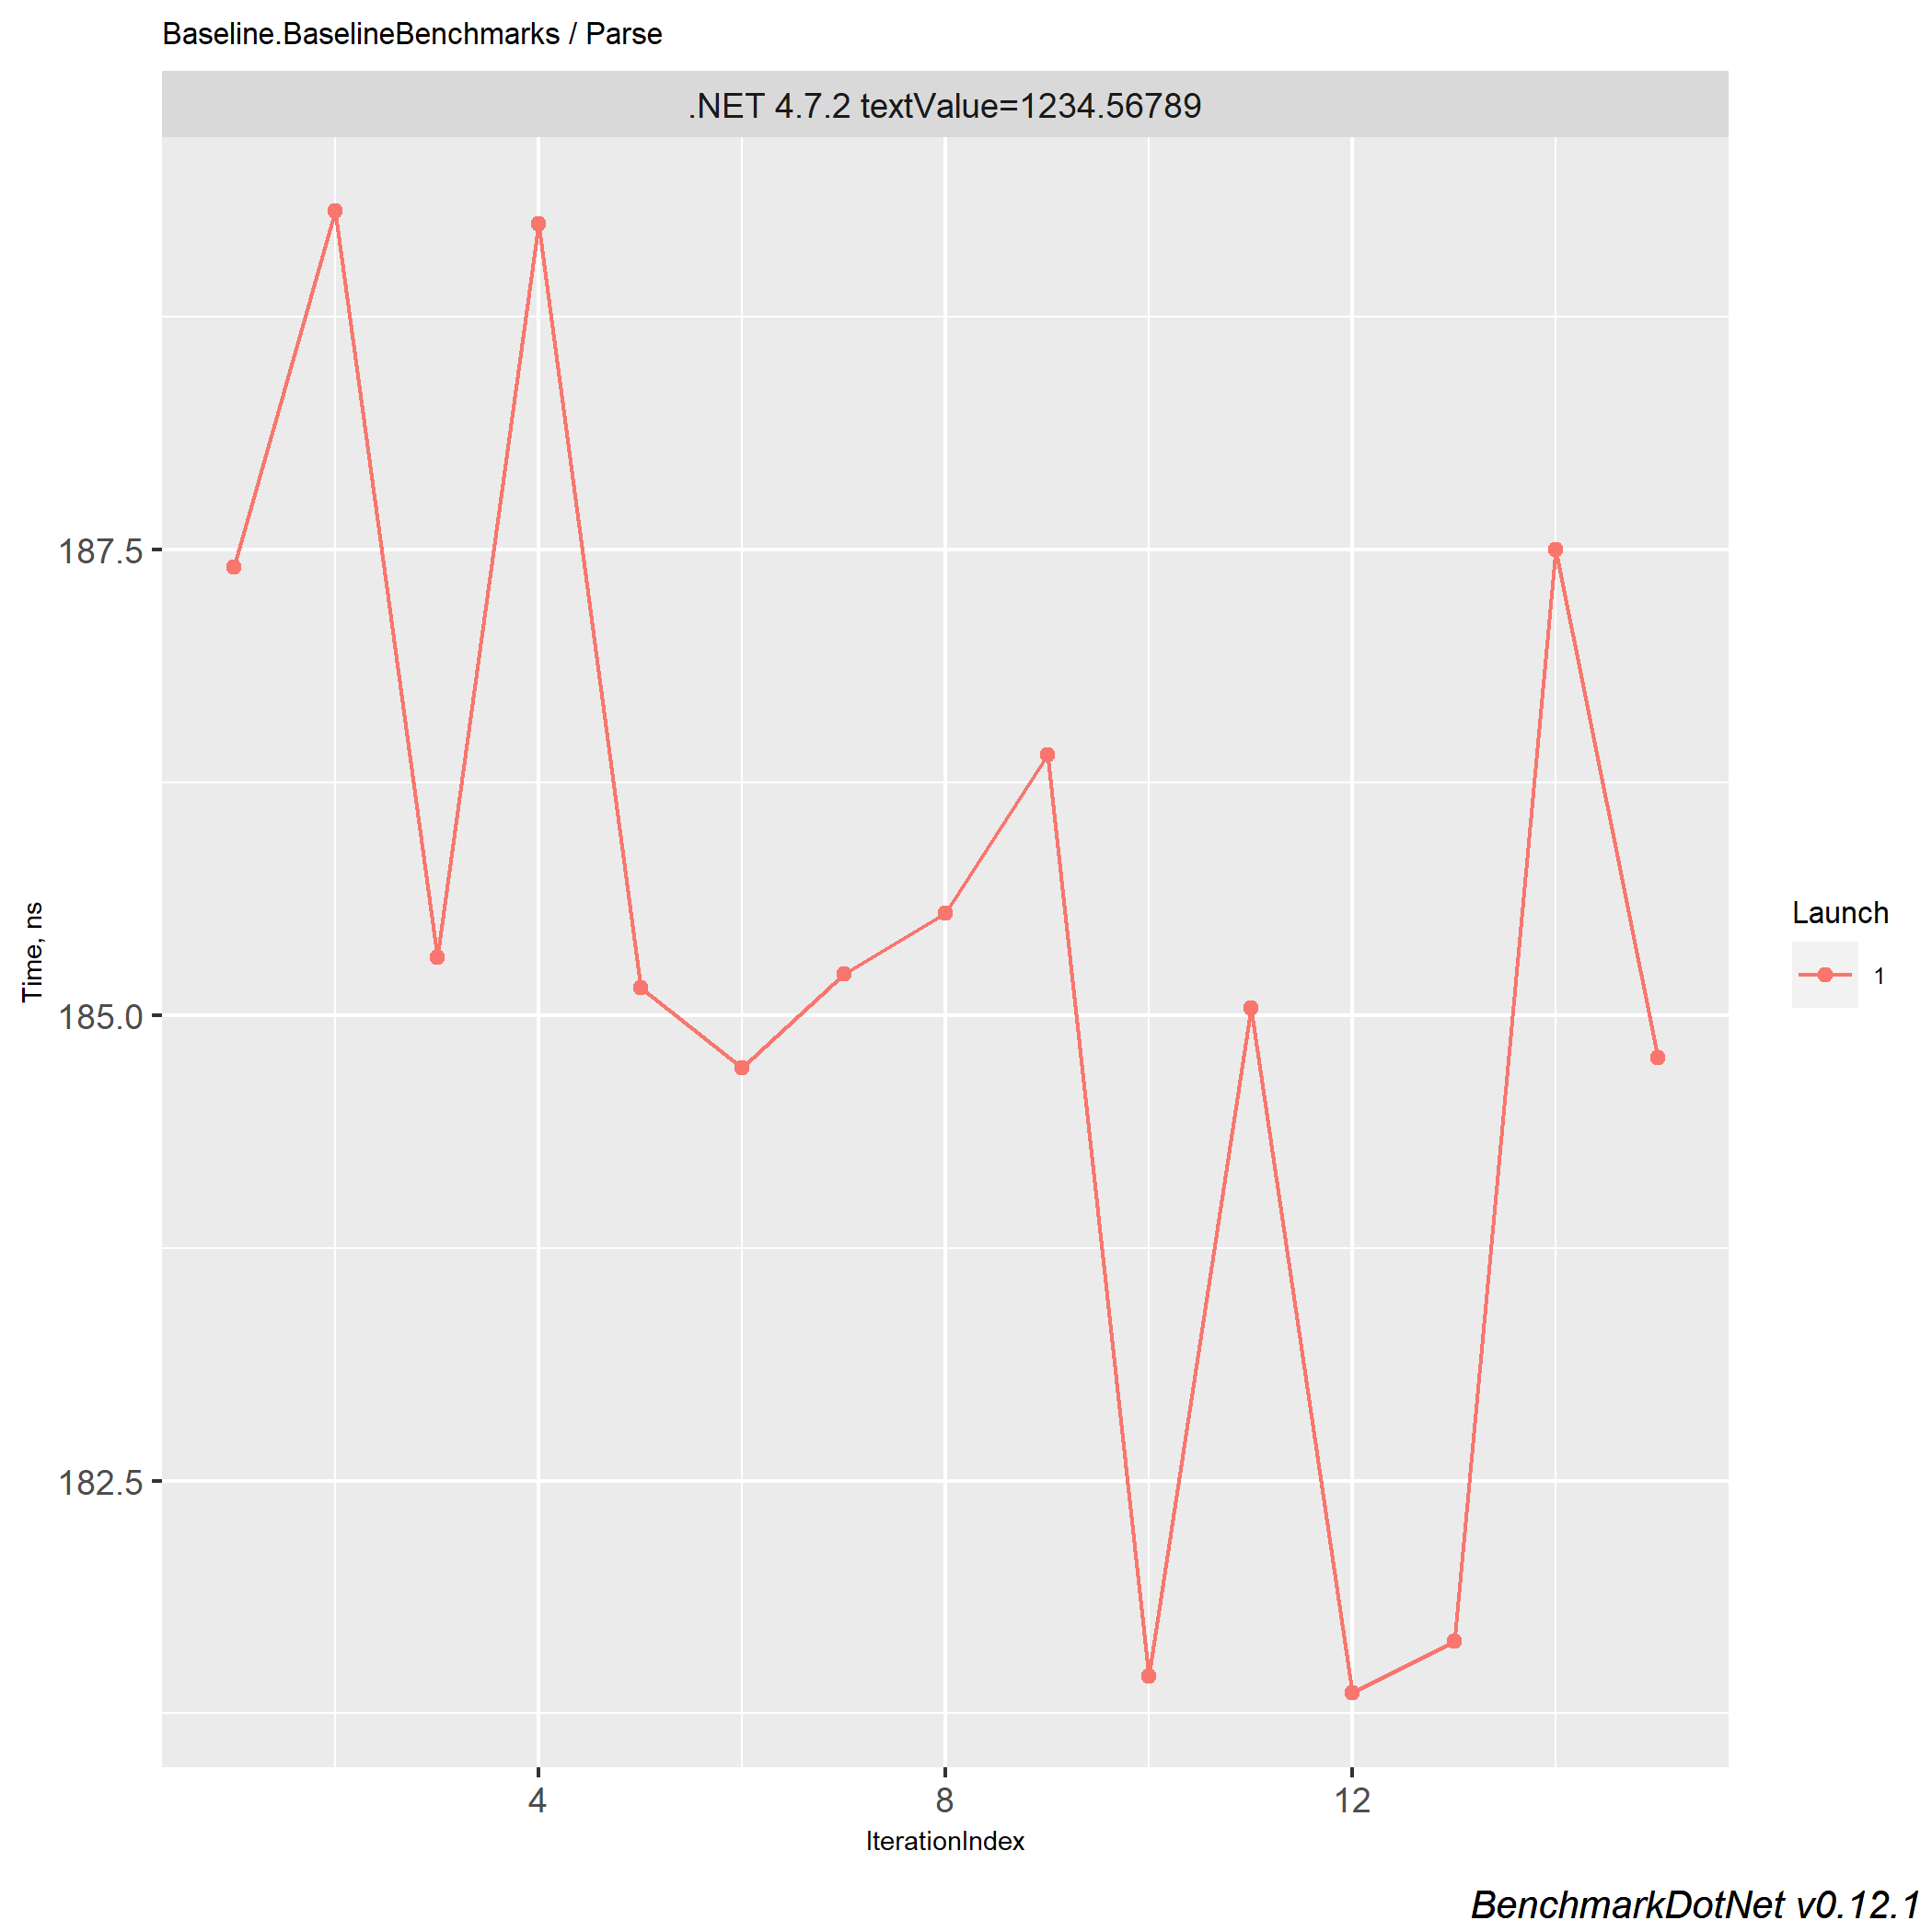 Baseline.BaselineBenchmarks / Parse
.NET 4.7.2 textValue=1234.56789
187.5
185.0
182.5
Time, ns
4
8
12
IterationIndex
Launch
1
BenchmarkDotNet v0.12.1